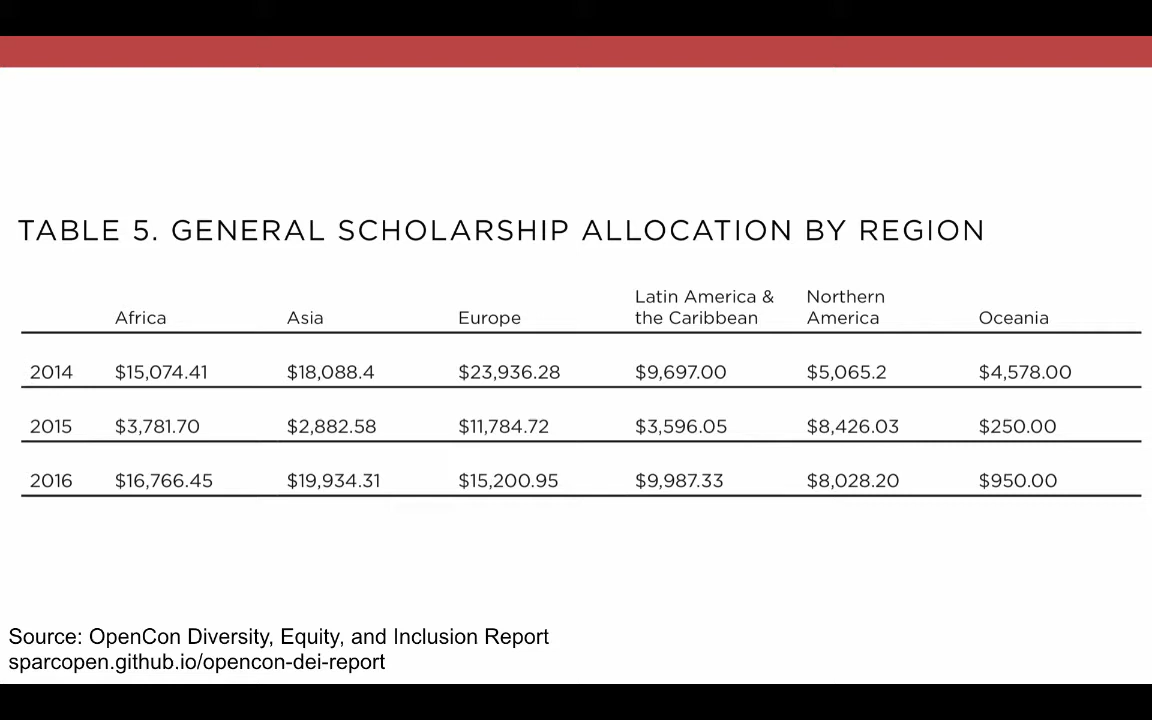 TABLE 5. GENERAL SCHOLARSHIP ALLOCATION BY REGION
Africa Asia Europe Latin America & the Caribbean Northern America Oceania
2014 $15,074.41 $18,088.4 $23,936.28 $9,697.00 $5,065.2 $4,578.00
2015 $3,781.70 $2,882.58 $11,784.72 $3,596.05 $8,426.03 $250.00
2016 $16,766.45 $19,934.31 $15,200.95 $9,987.33 $8,028.20 $950.00
Source: OpenCon Diversity, Equity, and Inclusion Report
sparcopen.github.io/opencon-dei-report